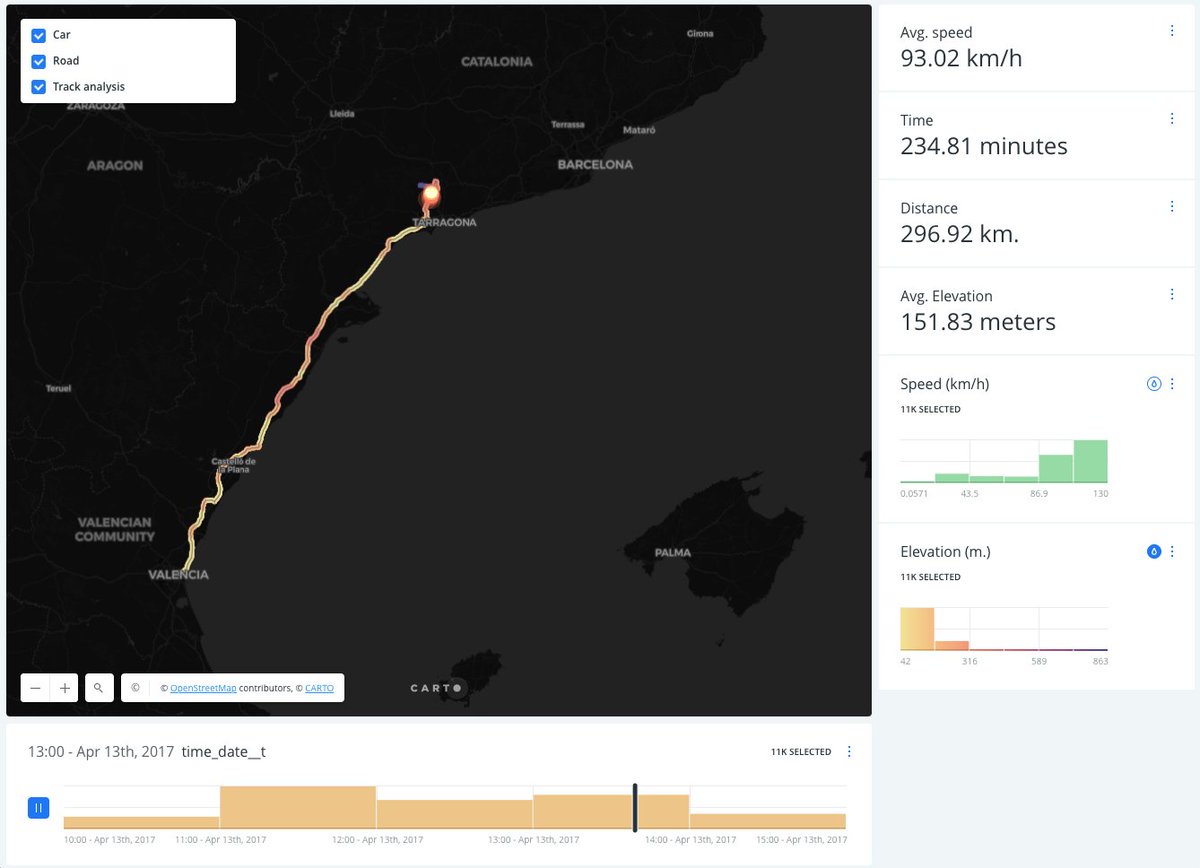 Car
Road
Track analysis
Girona
CATALONIA
ZARAGOZA
Lleida
Terrassa
Mataró
BARCELONA
ARAGON
TARRAGONA
Teruel
Castelló de
la Plana
VALENCIAN
COMMUNITY
PALMA
VALENCIA
© © OpenStreetMap contributors, © CARTO
CARTO
Avg. speed
93.02 km/h
Time
234.81 minutes
Distance
296.92 km.
Avg. Elevation
151.83 meters
Speed (km/h)
11K SELECTED
0.0571 43.5 86.9 130
Elevation (m.)
11K SELECTED
42 316 589 863
13:00 - Apr 13th, 2017 time_date__t 11K SELECTED
10:00 - Apr 13th, 2017 11:00 - Apr 13th, 2017 12:00 - Apr 13th, 2017 13:00 - Apr 13th, 2017 14:00 - Apr 13th, 2017 15:00 - Apr 13th, 2017